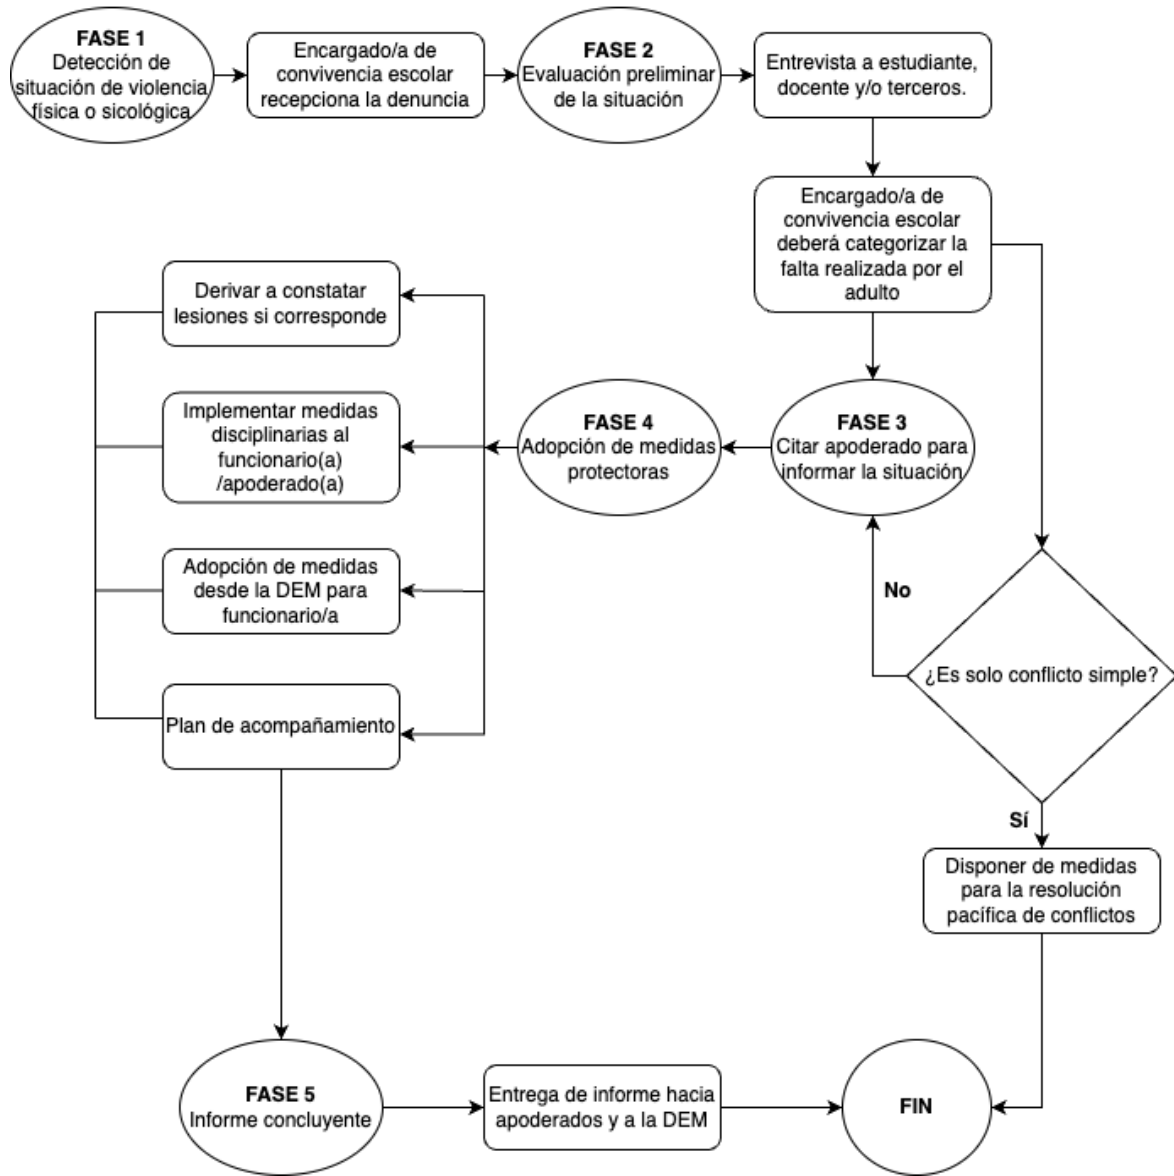 FASE 1
Detección de
situación de violencia
física o sicológica
Encargado/a de
convivencia escolar
recepciona la denuncia
FASE 2
Evaluación preliminar
de la situación
Entrevista a estudiante,
docente y/o terceros.
Encargado/a de
convivencia escolar
deberá categorizar la
falta realizada por el
adulto
FASE 3
Citar apoderado para
informar la situación
FASE 4
Adopción de medidas
protectoras
Derivar a constatar
lesiones si corresponde
Implementar medidas
disciplinarias al
funcionario(a)
/apoderado(a)
Adopción de medidas
desde la DEM para
funcionario/a
Plan de acompañamiento
No
¿Es solo conflicto simple?
Sí
Disponer de medidas
para la resolución
pacífica de conflictos
FASE 5
Informe concluyente
Entrega de informe hacia
apoderados y a la DEM
FIN